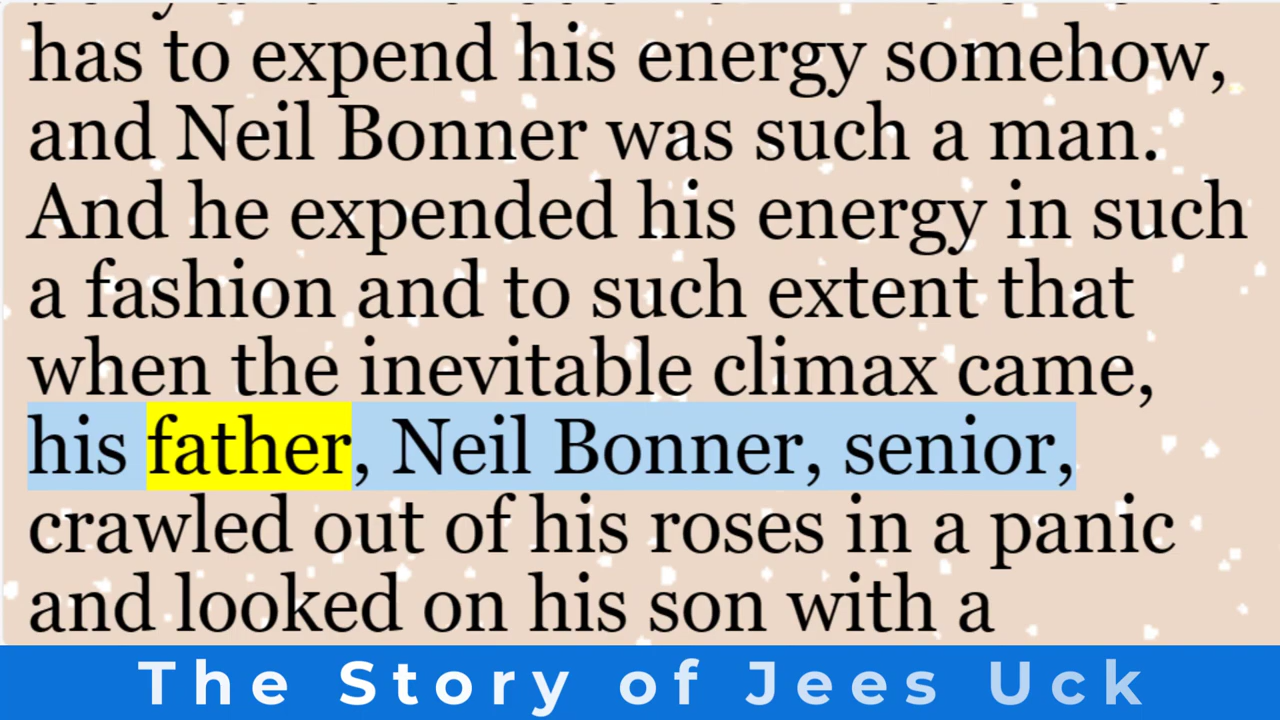 has to expend his energy somehow,
and Neil Bonner was such a man.
And he expended his energy in such
a fashion and to such extent that
when the inevitable climax came,
his father, Neil Bonner, senior,
crawled out of his roses in a panic
and looked on his son with a
The Story of Jees Uck